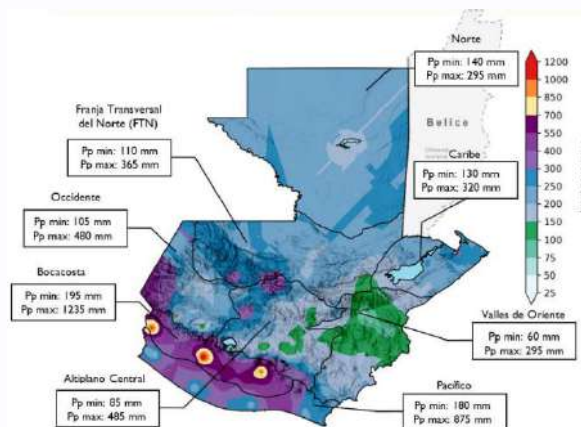 Norte
Pp min: 140 mm
Pp max: 295 mm
Franja Transversal
del Norte (FTN)
Pp min: 110 mm
Pp max: 365 mm
Belice
Caribe
Pp min: 130 mm
Pp max: 320 mm
Occidente
Pp min: 105 mm
Pp max: 480 mm
Bocacosta
Pp min: 195 mm
Pp max: 1235 mm
Valles de Oriente
Pp min: 60 mm
Pp max: 295 mm
Altiplano Central
Pp min: 85 mm
Pp max: 485 mm
Pacífico
Pp min: 180 mm
Pp max: 875 mm
1200
1000
850
700
550
400
350
300
250
200
150
100
75
50
25